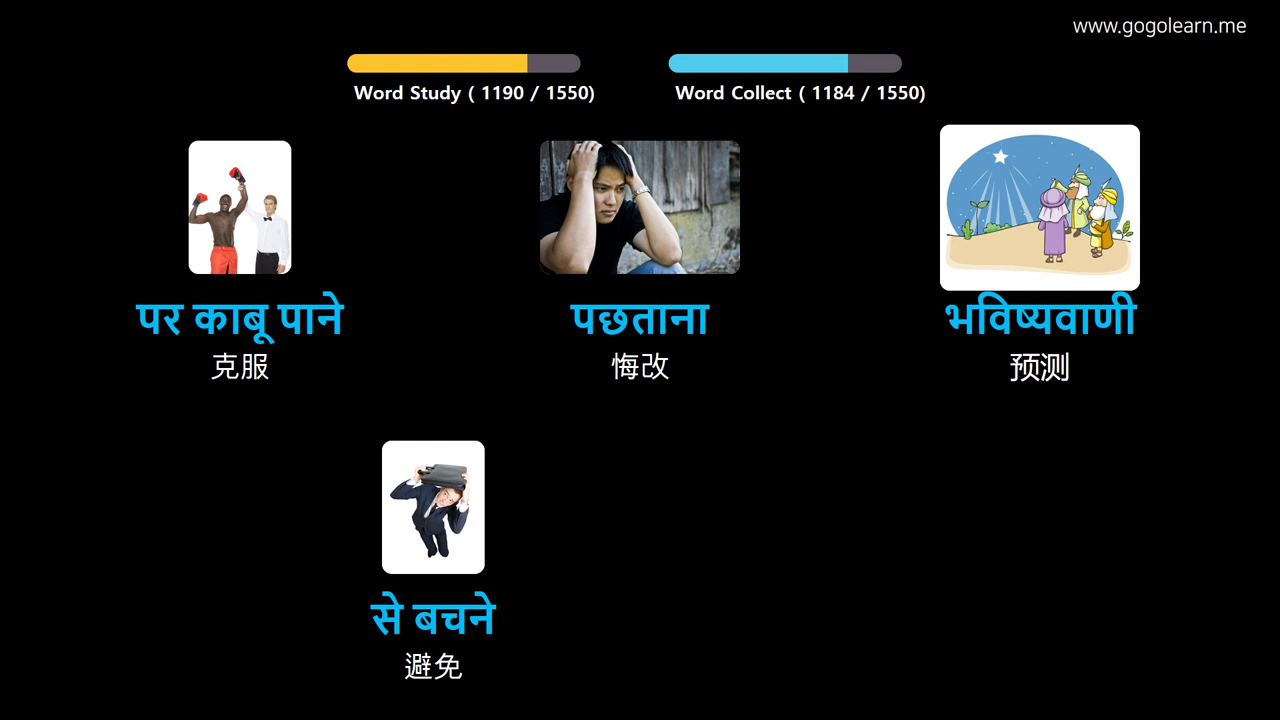 www.gogolearn.me
Word Study ( 1190 / 1550)
Word Collect ( 1184 / 1550)
पर काबू पाने
克服
पछताना
悔改
भविष्यवाणी
预测
से बचने
避免